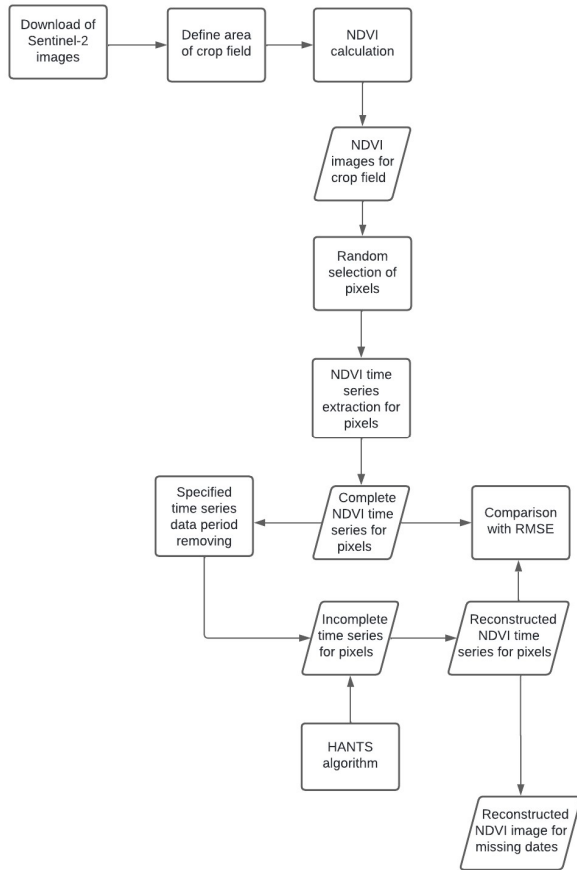 Download of
Sentinel-2
images
Define area
of crop field
NDVI
calculation
NDVI
images for
crop field
Random
selection of
pixels
NDVI time
series
extraction for
pixels
Specified
time series
data period
removing
Complete
NDVI time
series for
pixels
Comparison
with RMSE
Incomplete
time series
for pixels
Reconstructed
NDVI time
series for pixels
HANTS
algorithm
Reconstructed
NDVI image for
missing dates